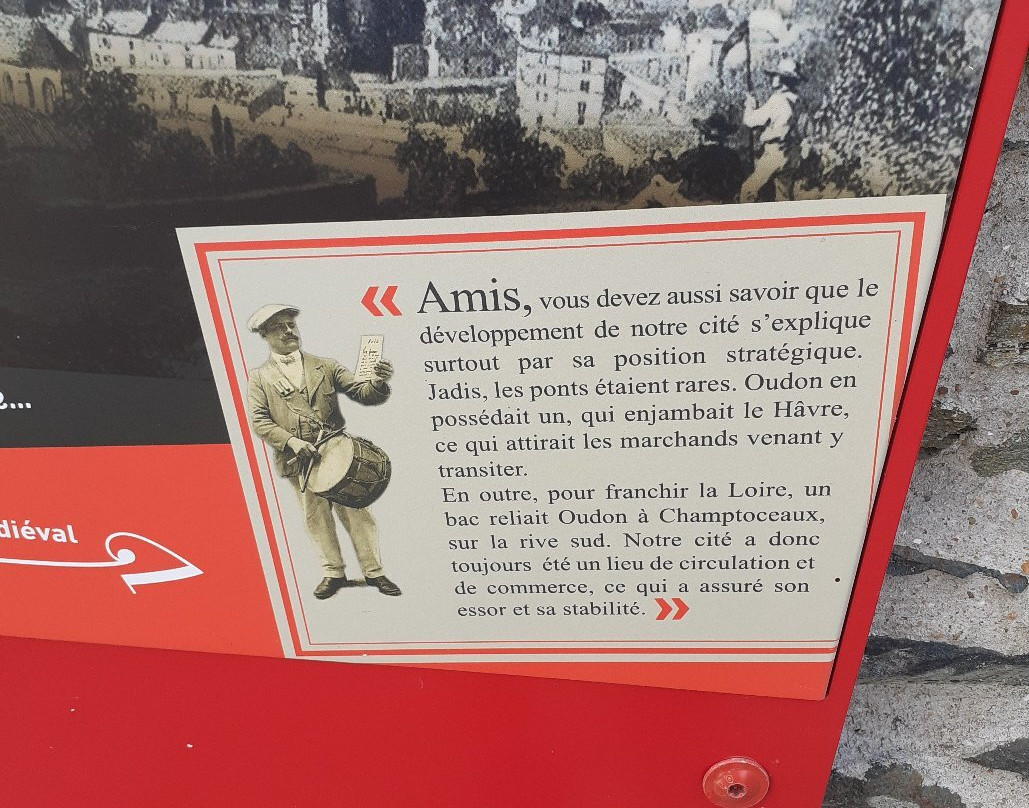 ...
diéval
« Amis, vous devez aussi savoir que le
développement de notre cité s'explique
surtout par sa position stratégique.
Jadis, les ponts étaient rares. Oudon en
possédait un, qui enjambait le Hâvre,
ce qui attirait les marchands venant y
transiter.
En outre, pour franchir la Loire, un
bac reliait Oudon à Champtoceaux,
sur la rive sud. Notre cité a donc
toujours été un lieu de circulation et
de commerce, ce qui a assuré son
essor et sa stabilité. »